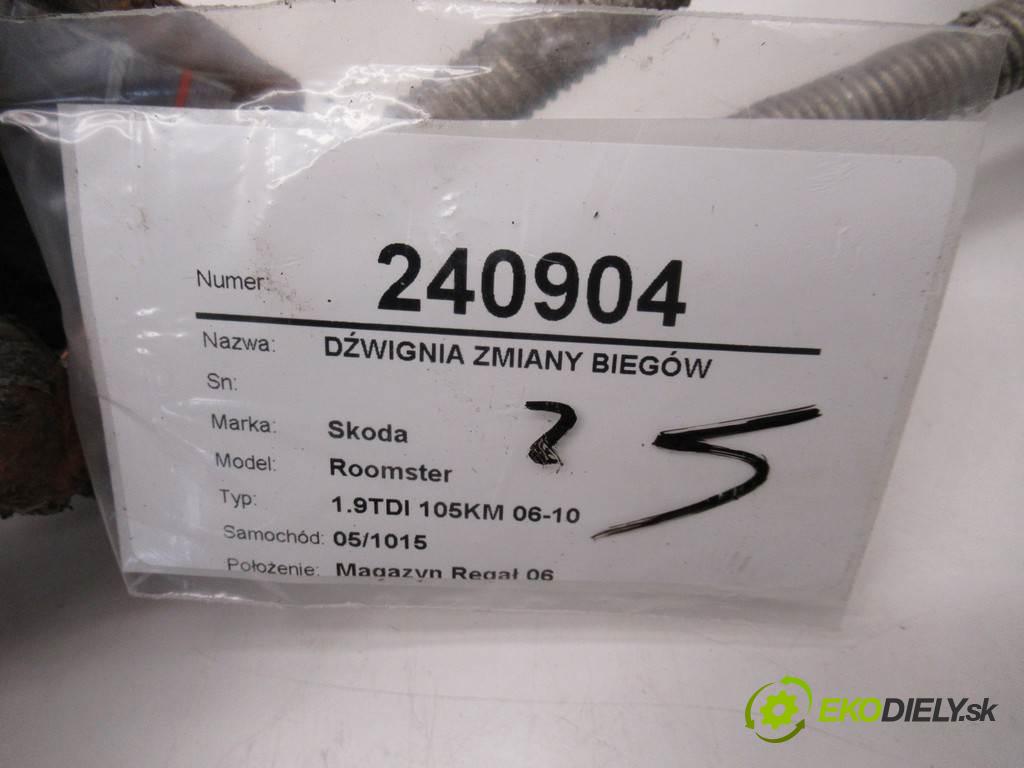 Numer: 240904
Nazwa: DŹWIGNIA ZMIANY BIEGÓW
Sn:
Marka: Skoda
Model: Roomster
Typ: 1.9TDI 105KM 06-10
Samochód: 05/1015
Położenie: Magazyn Regał 06
5
EKODIELY.sk